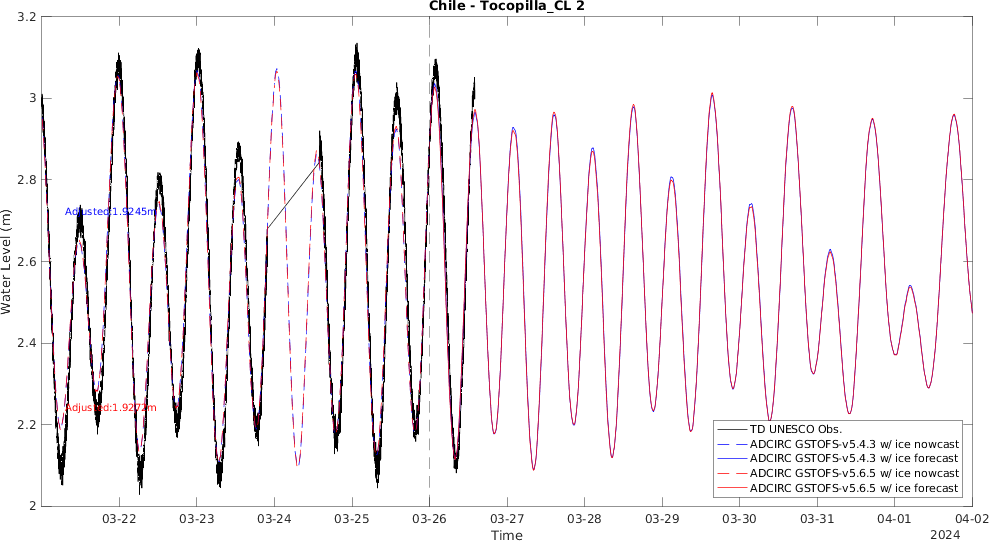 Chile - Tocopilla_CL 2
Water Level (m)
3.2
3
2.8
2.6
2.4
2.2
2
Adjusted:1.9245m
Adjusted:1.9272m
TD UNESCO Obs.
ADCIRC GSTOFS-v5.4.3 w/ ice nowcast
ADCIRC GSTOFS-v5.4.3 w/ ice forecast
ADCIRC GSTOFS-v5.6.5 w/ ice nowcast
ADCIRC GSTOFS-v5.6.5 w/ ice forecast
03-22 03-23 03-24 03-25 03-26 03-27 03-28 03-29 03-30 03-31 04-01 04-02
Time
2024